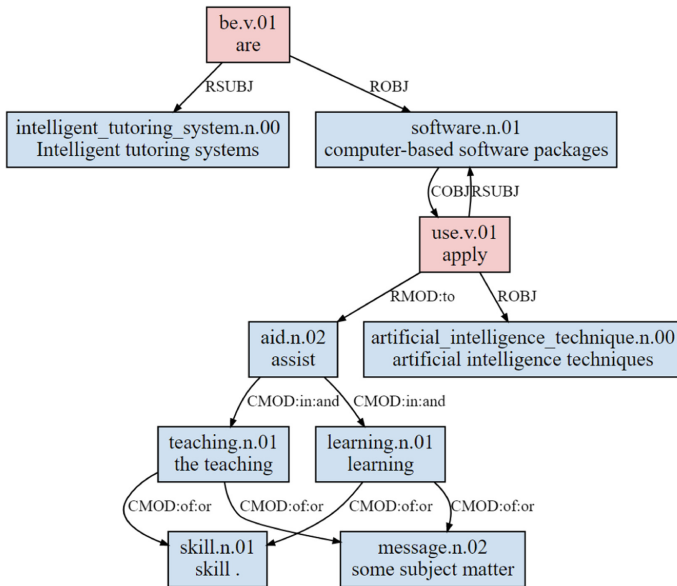 be.v.01
are
RSUBJ
ROBJ
intelligent_tutoring_system.n.00
Intelligent tutoring systems
software.n.01
computer-based software packages
COBJ
RSUBJ
use.v.01
apply
RMOD:to
ROBJ
aid.n.02
assist
artificial_intelligence_technique.n.00
artificial intelligence techniques
CMOD:in:and
CMOD:in:and
teaching.n.01
the teaching
learning.n.01
learning
CMOD:of:or
CMOD:of:or
CMOD:of:or
CMOD:of:or
skill.n.01
skill .
message.n.02
some subject matter